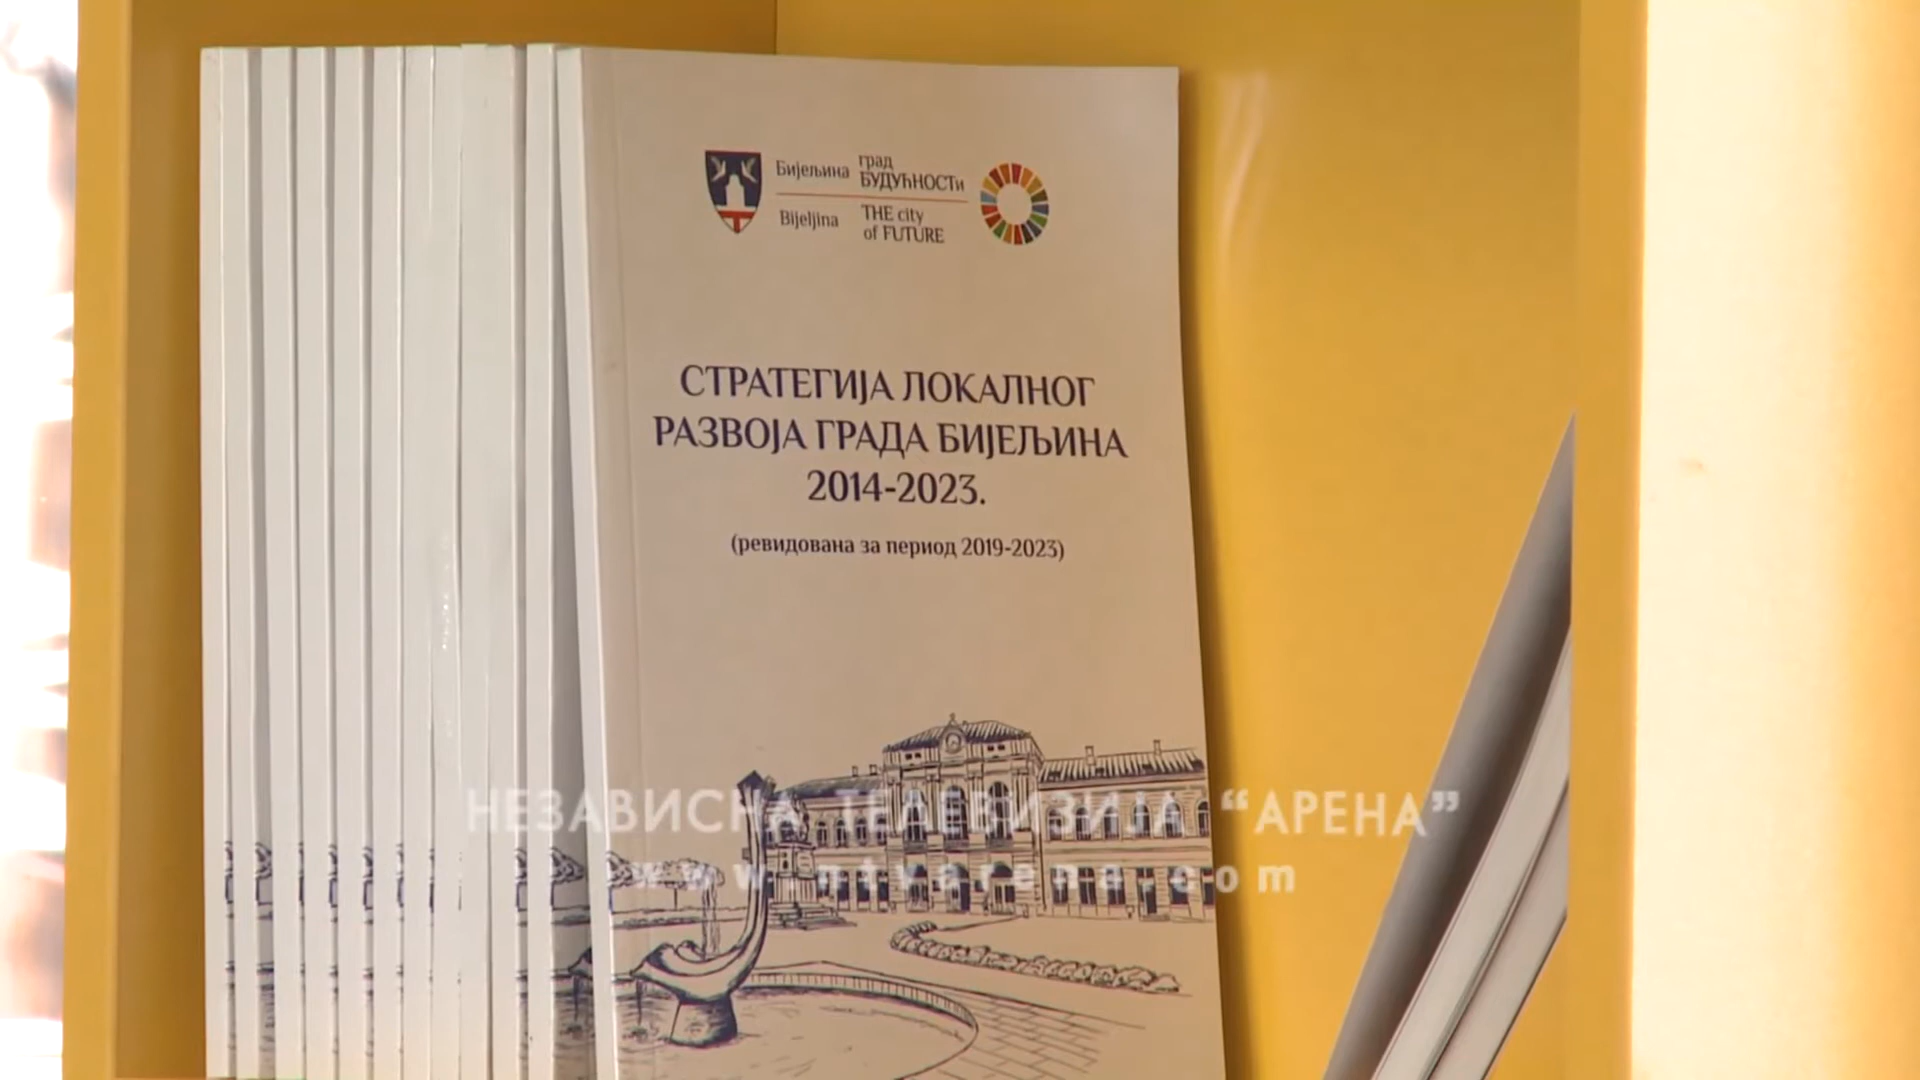 Бијељина град БУДУЋНОСТи
Bijeljina THE city of FUTURE
СТРАТЕГИЈА ЛОКАЛНОГ
РАЗВОЈА ГРАДА БИЈЕЉИНА
2014-2023.
(ревидована за период 2019-2023)
НЕЗАВИСНА ТЕЛЕВИЗИЈА “АРЕНА”
www.ntvarena.com